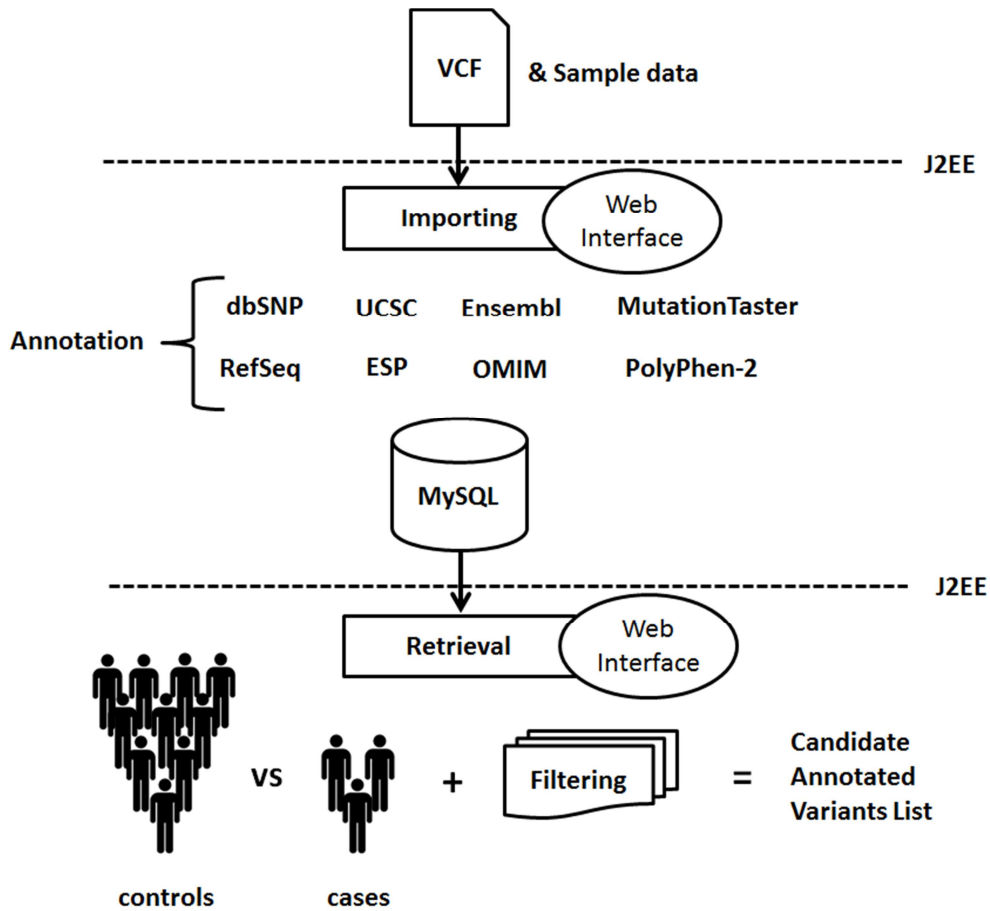 VCF
& Sample data
J2EE
Importing
Web
Interface
dbSNP UCSC Ensembl MutationTaster
Annotation
RefSeq ESP OMIM PolyPhen-2
MySQL
J2EE
Retrieval
Web
Interface
VS
+
Filtering
=
Candidate
Annotated
Variants List
controls
cases